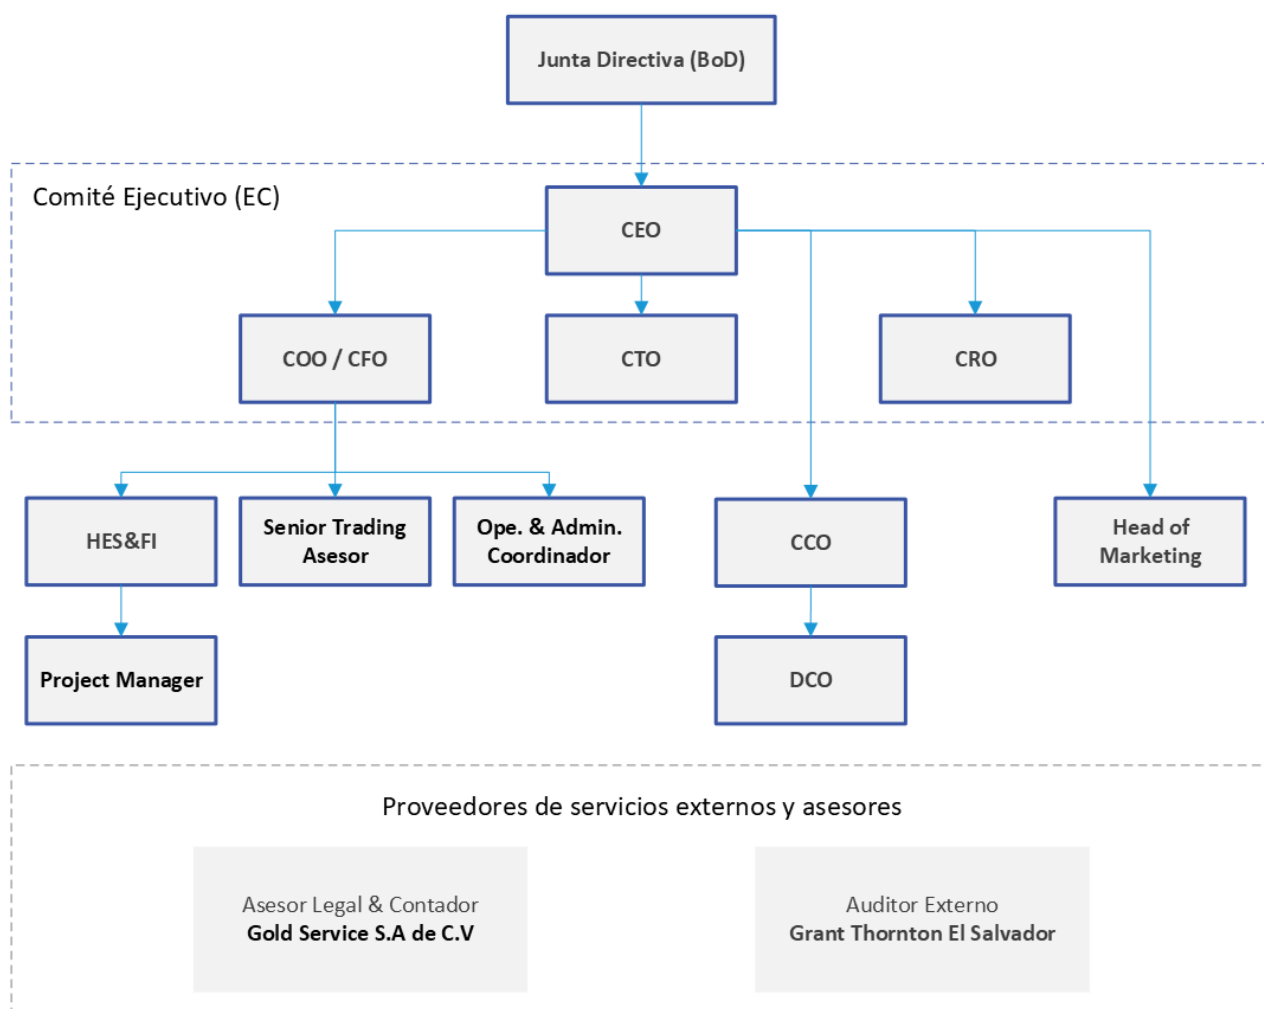 Junta Directiva (BoD)
Comité Ejecutivo (EC)
CEO
COO / CFO
CTO
CRO
HES&FI
Senior Trading
Asesor
Ope. & Admin.
Coordinador
CCO
Head of
Marketing
Project Manager
DCO
Proveedores de servicios externos y asesores
Asesor Legal & Contador
Gold Service S.A de C.V
Auditor Externo
Grant Thornton El Salvador